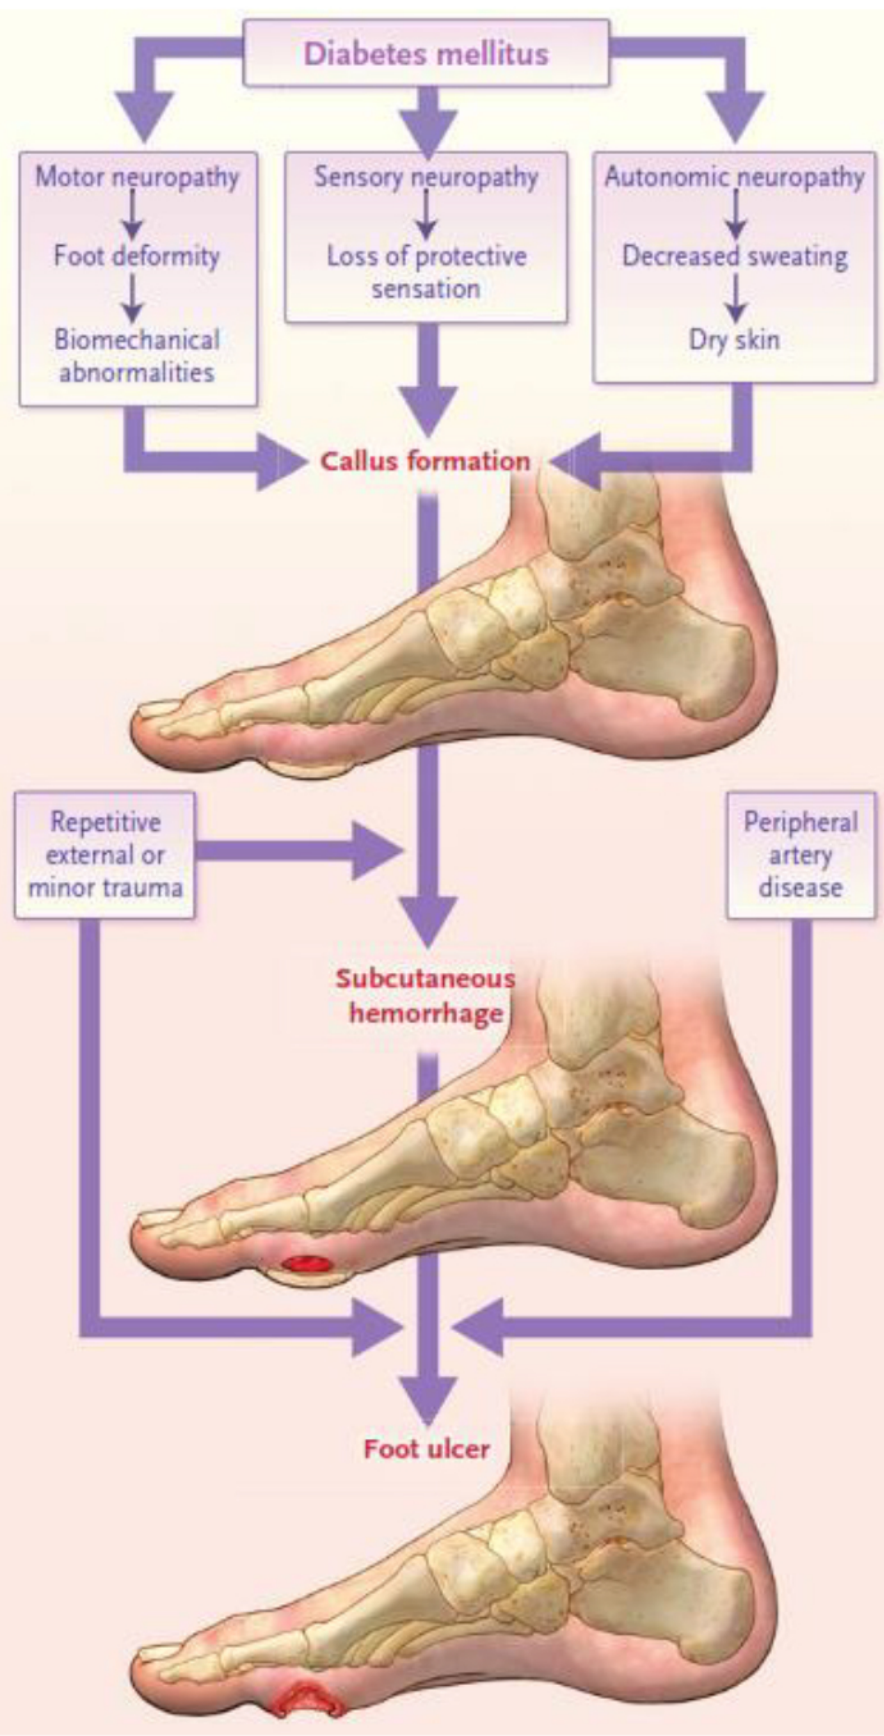 Diabetes mellitus
Motor neuropathy
Foot deformity
Biomechanical
abnormalities
Sensory neuropathy
Loss of protective
sensation
Autonomic neuropathy
Decreased sweating
Dry skin
Callus formation
Repetitive
external or
minor trauma
Peripheral
artery
disease
Subcutaneous
hemorrhage
Foot ulcer